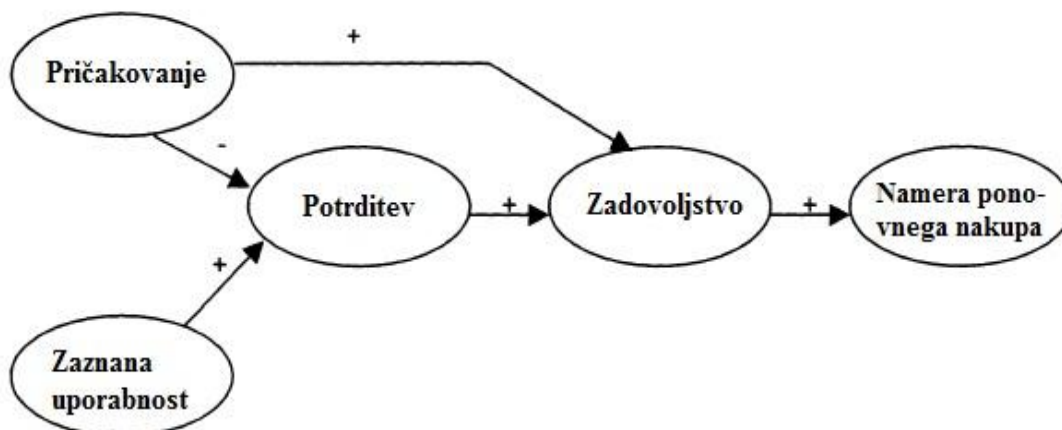 Pričakovanje
+
-
Potrditev
+
Zadovoljstvo
+
Namera pono-
vnega nakupa
+
Zaznana
uporabnost